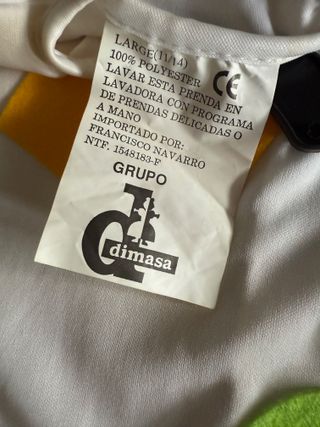 LARGE(11/14)
100% POLYESTER
LAVAR ESTA PRENDA EN
LAVADORA CON PROGRAMA
DE PRENDAS DELICADAS O
A MANO
IMPORTADO POR:
FRANCISCO NAVARRO
NTF. 1548183-F
CE
GRUPO
d
dimasa